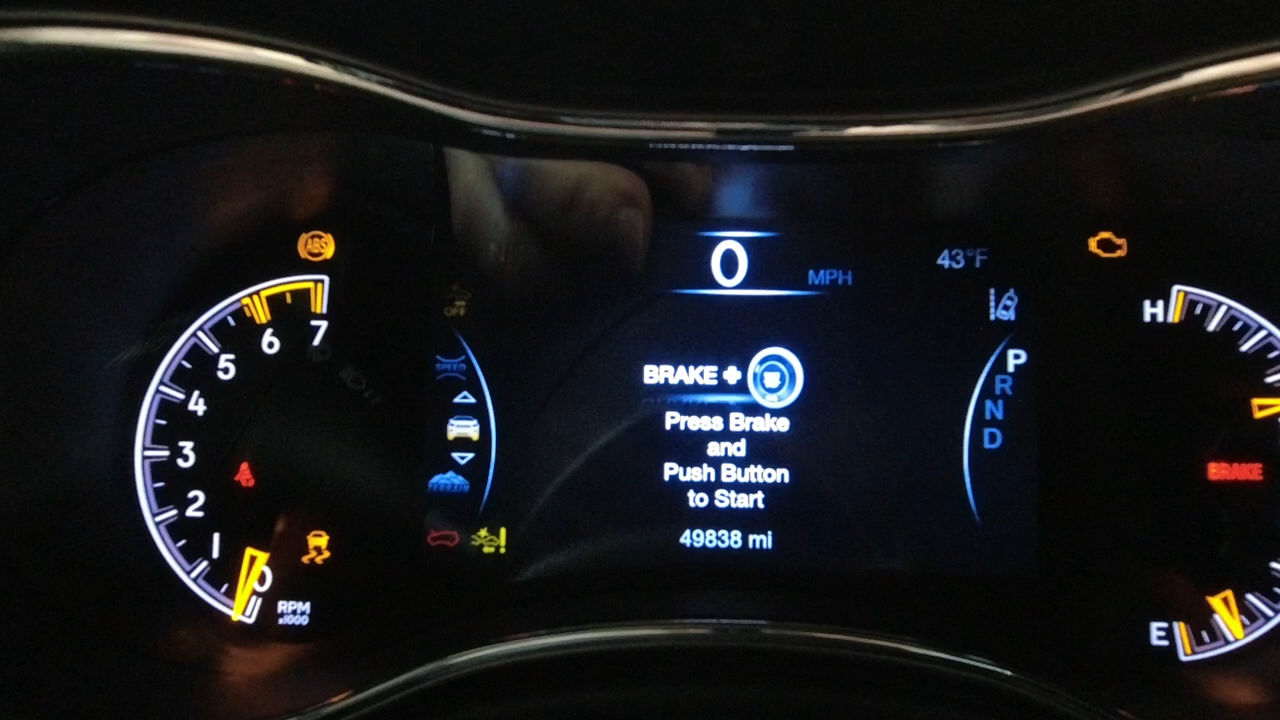 ABS
0 MPH
43°F
OFF
7
6
5
4
3
2
1
0
RPM
x1000
SPEED
TERRAIN
BRAKE +
Press Brake
and
Push Button
to Start
49838 mi
P
R
N
D
H
BRAKE
E